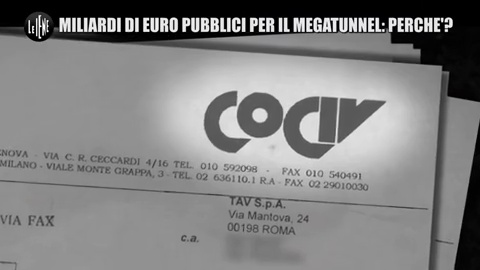 LE IENE
MILIARDI DI EURO PUBBLICI PER IL MEGATUNNEL: PERCHE'?
COCIV
ENOVA - VIA C. R. CECCARDI 4/16 TEL. 010 592098 - FAX 010 540491
MILANO - VIALE MONTE GRAPPA, 3 - TEL. 02 636110.1 R.A - FAX 02 29010030
TAV S.p.A.
Via Mantova, 24
00198 ROMA
VIA FAX
c.a.